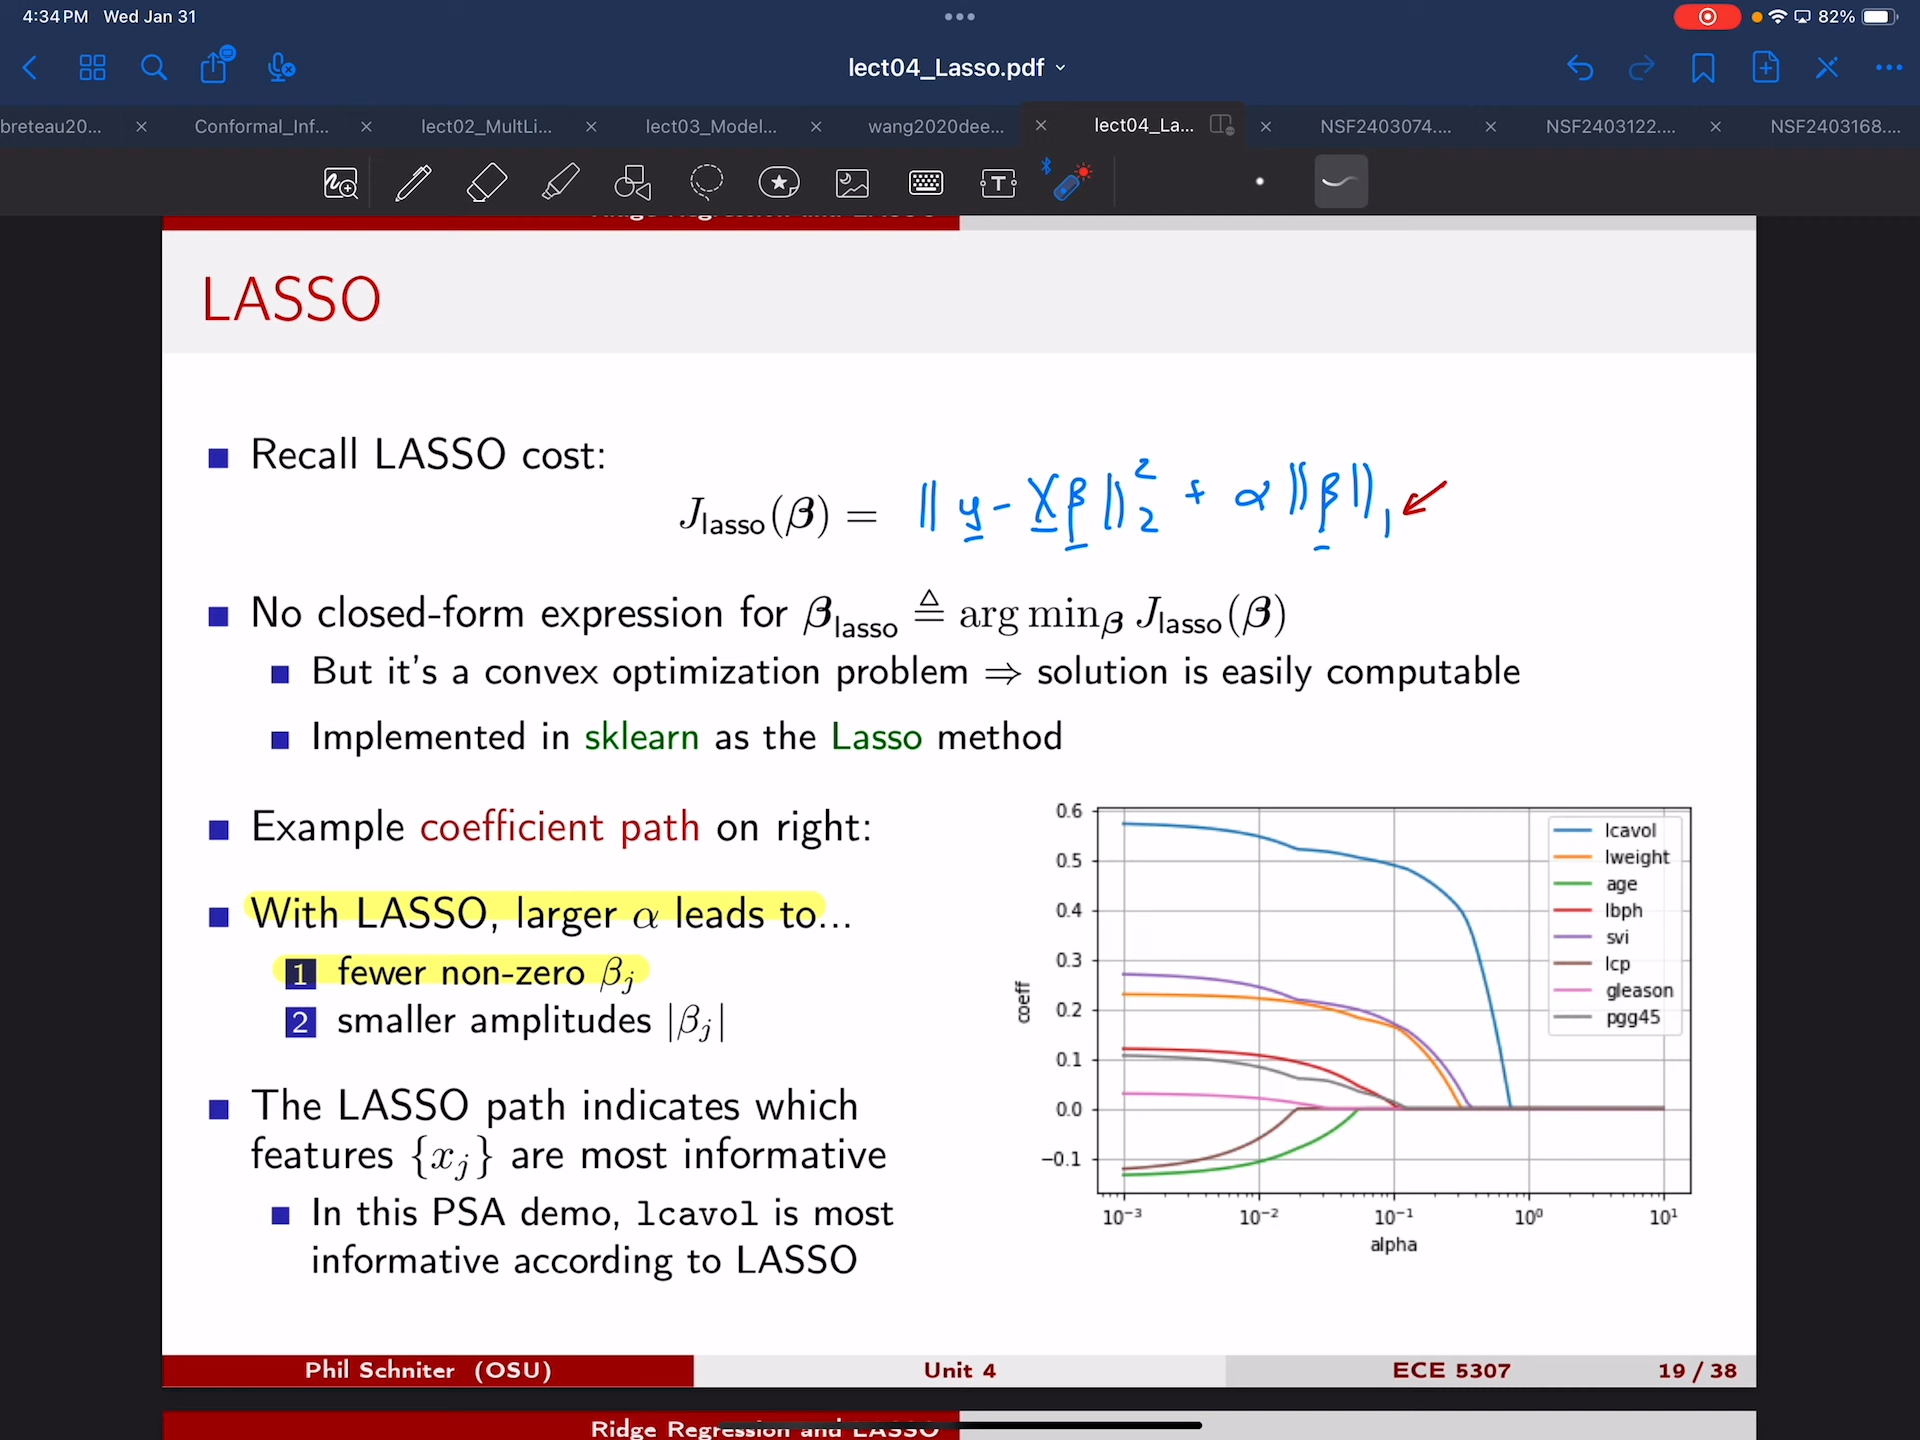 4:34 PM Wed Jan 31
82%
lect04_Lasso.pdf
breteau20... Conformal_Inf... lect02_MultLi... lect03_Model... wang2020dee... lect04_La... NSF2403074.... NSF2403122.... NSF2403168....
Ridge Regression and LASSO
LASSO
Recall LASSO cost:
J_lasso(β) = ||y - Xβ||₂² + α||β||₁
No closed-form expression for β_lasso ≜ arg min_β J_lasso(β)
But it's a convex optimization problem ⇒ solution is easily computable
Implemented in sklearn as the Lasso method
Example coefficient path on right:
With LASSO, larger α leads to...
1 fewer non-zero β_j
2 smaller amplitudes |β_j|
The LASSO path indicates which
features {x_j} are most informative
In this PSA demo, lcavol is most
informative according to LASSO
0.6
0.5
0.4
0.3
0.2
0.1
0.0
−0.1
coeff
10⁻³ 10⁻² 10⁻¹ 10⁰ 10¹
alpha
lcavol
lweight
age
lbph
svi
lcp
gleason
pgg45
Phil Schniter (OSU) Unit 4 ECE 5307 19 / 38
Ridge Regression and LASSO